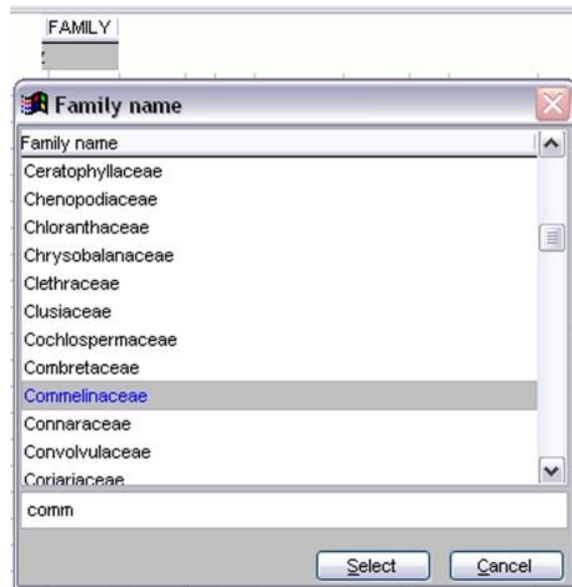 FAMILY
Family name
Family name
Ceratophyllaceae
Chenopodiaceae
Chloranthaceae
Chrysobalanaceae
Clethraceae
Clusiaceae
Cochlospermaceae
Combretaceae
Commelinaceae
Connaraceae
Convolvulaceae
Coriariaceae
comm
Select Cancel